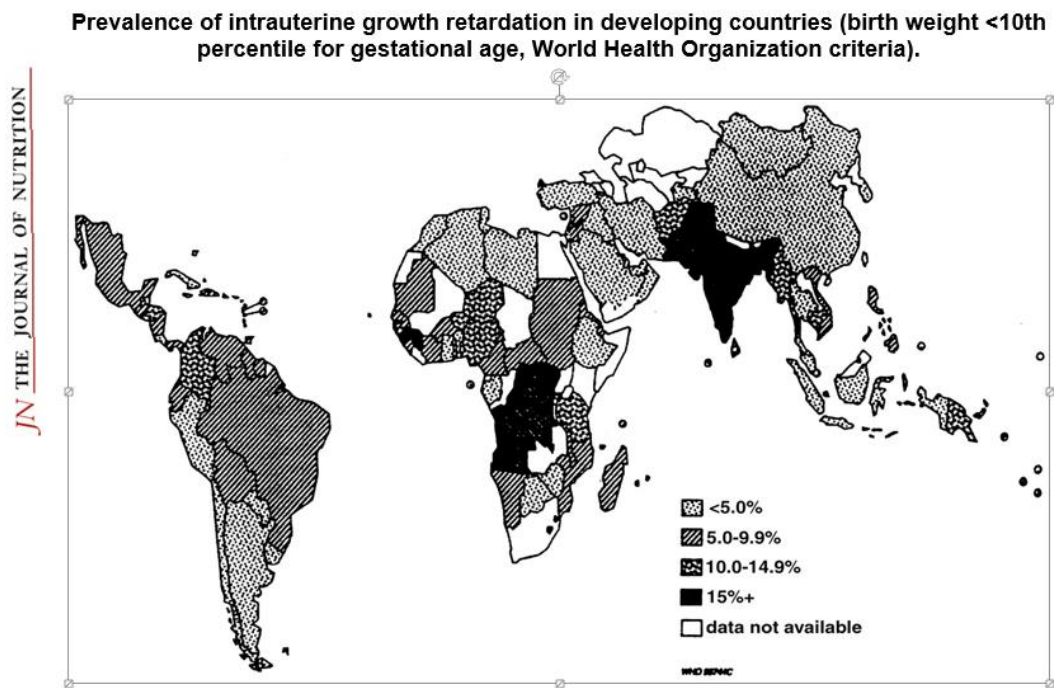 Prevalence of intrauterine growth retardation in developing countries (birth weight <10th
percentile for gestational age, World Health Organization criteria).
JN THE JOURNAL OF NUTRITION
<5.0%
5.0-9.9%
10.0-14.9%
15%+
data not available